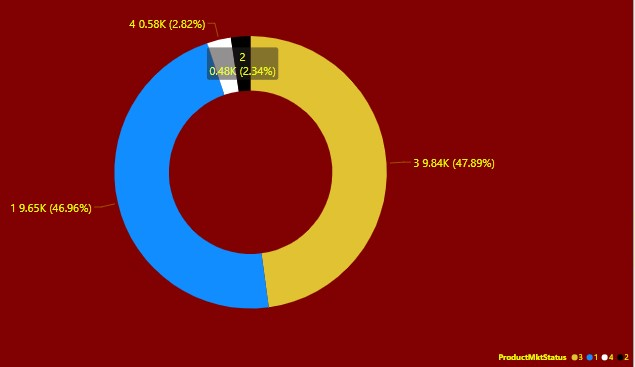 4 0.58K (2.82%)
2
0.48K (2.34%)
3 9.84K (47.89%)
1 9.65K (46.96%)
ProductMktStatus 3 1 4 2